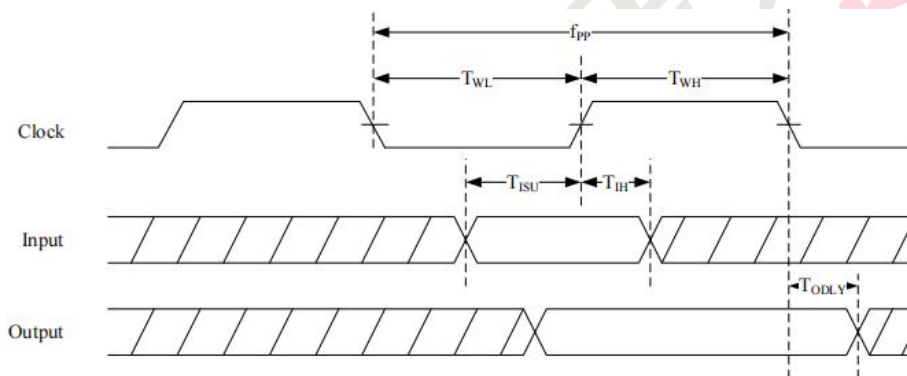 fPP
TWL
TWH
Clock
TISU
TIH
Input
TODLY
Output